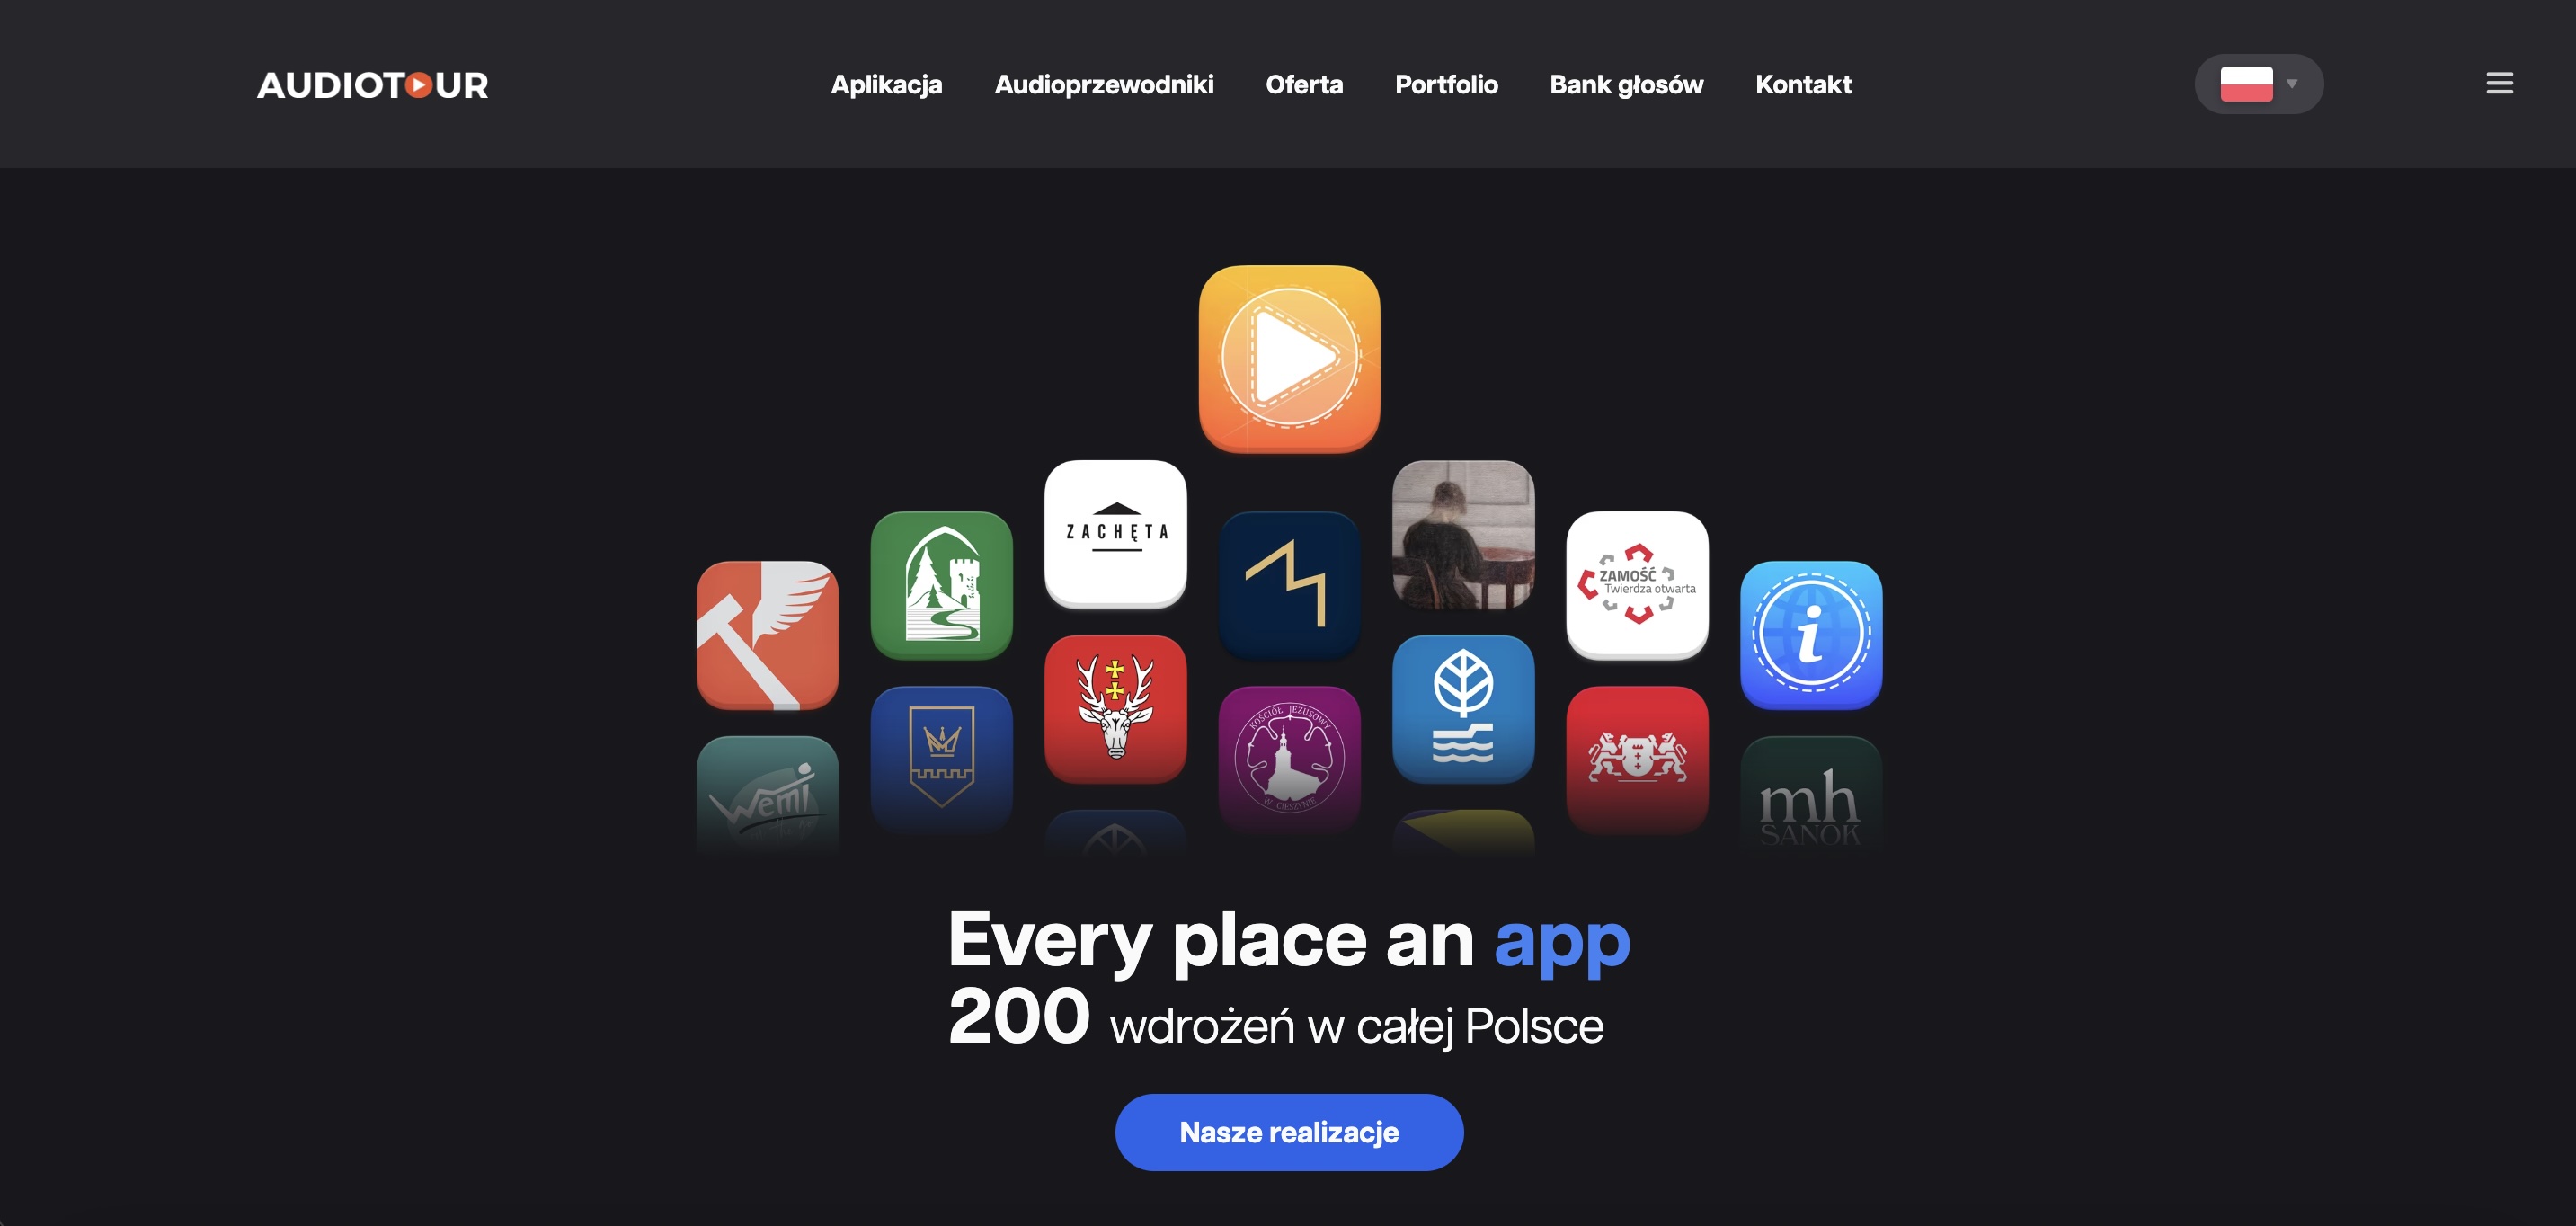 AUDIOTOUR
Aplikacja
Audioprzewodniki
Oferta
Portfolio
Bank głosów
Kontakt
ZACHĘTA
ZAMOŚĆ
Twierdza otwarta
i
KOŚCIÓŁ JEZUSOWY
W CIESZYNIE
Wemi
mh
SANOK
Every place an app
200 wdrożeń w całej Polsce
Nasze realizacje